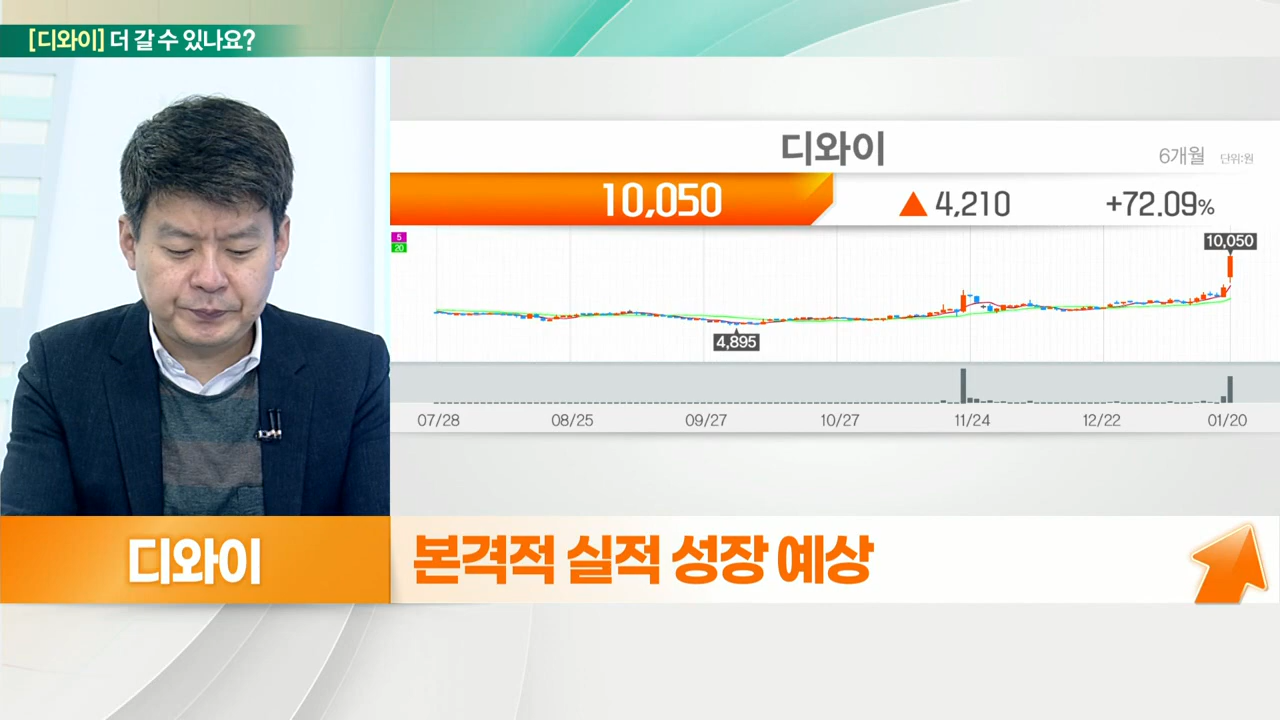 [디와이] 더 갈 수 있나요?
디와이
6개월 단위:원
10,050 ▲ 4,210 +72.09%
5
20
10,050
4,895
07/28 08/25 09/27 10/27 11/24 12/22 01/20
디와이
본격적 실적 성장 예상